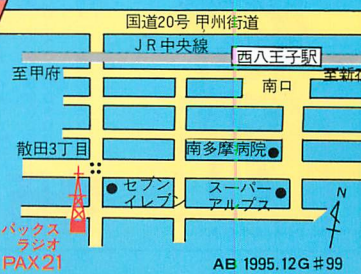 国道20号 甲州街道
JR中央線
西八王子駅
至甲府
南口
至新宿
散田3丁目
南多摩病院
セブン
イレブン
スーパー
アルプス
N
パックス
ラジオ
PAX21
AB 1995.12G#99